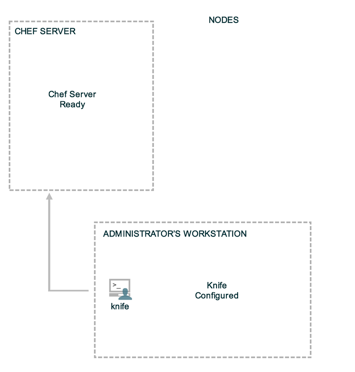 NODES
CHEF SERVER
Chef Server
Ready
ADMINISTRATOR'S WORKSTATION
>_
knife
Knife
Configured